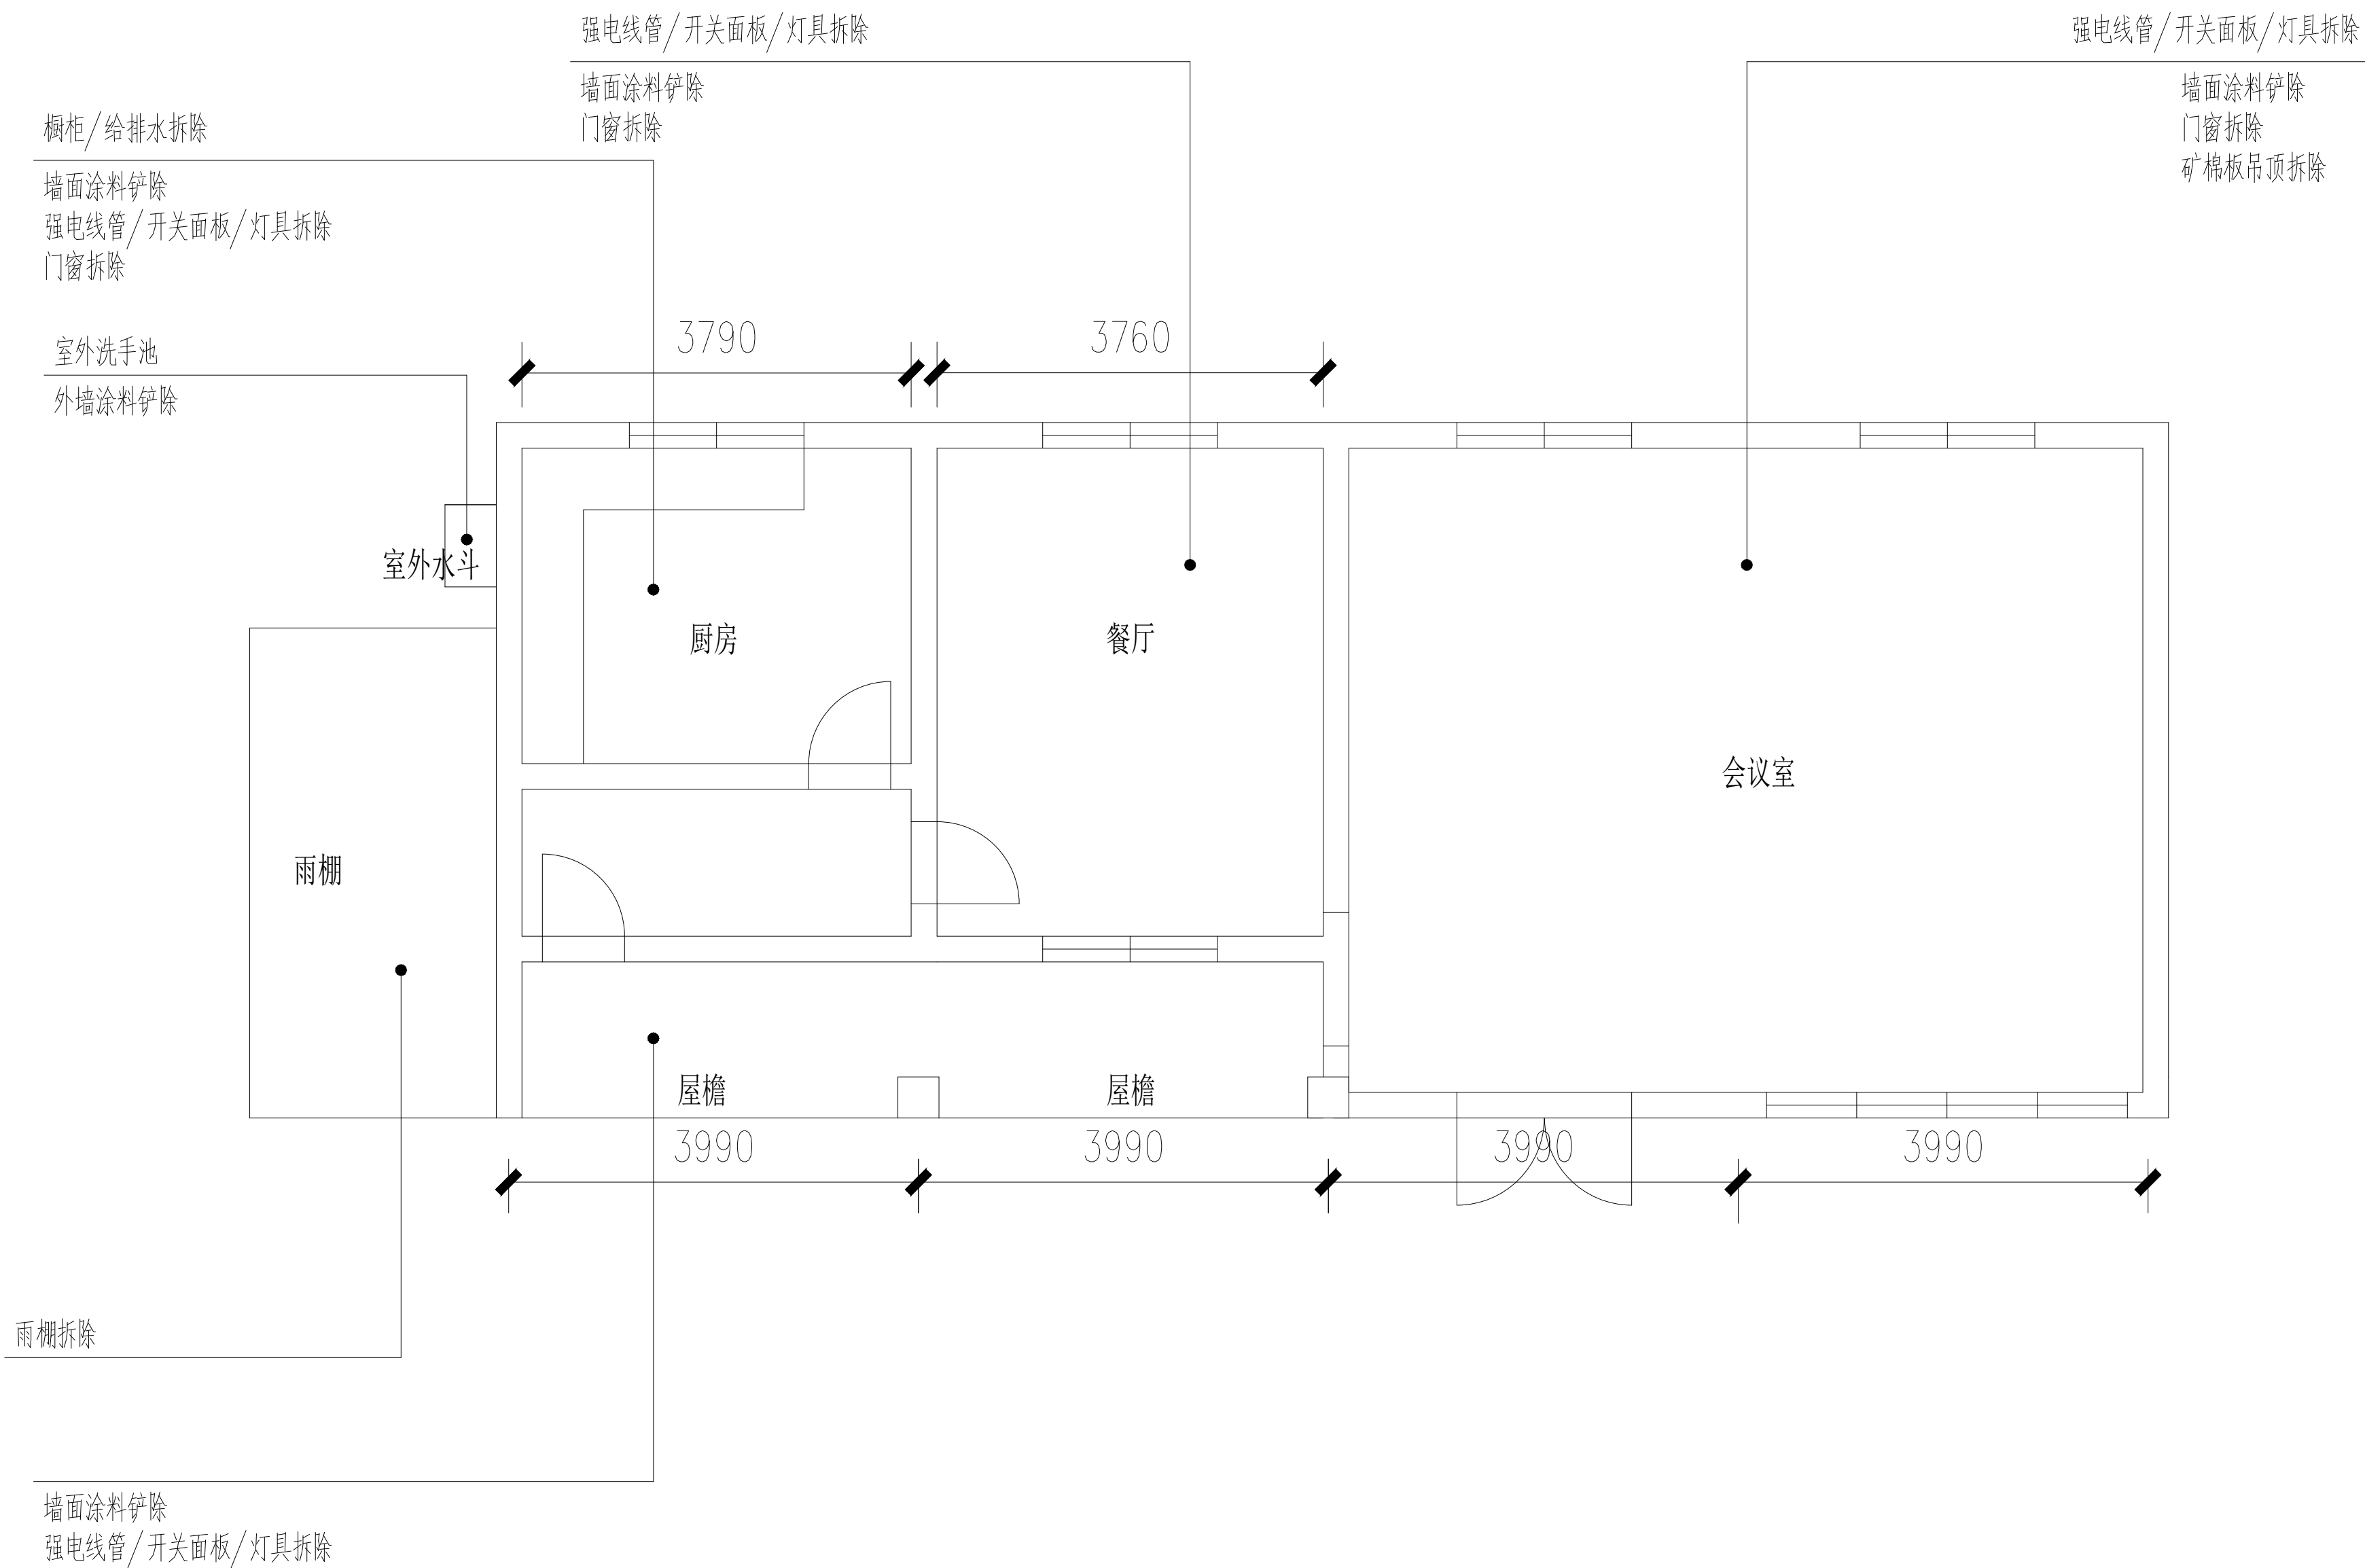 强电线管/开关面板/灯具拆除
墙面涂料铲除
门窗拆除
强电线管/开关面板/灯具拆除
墙面涂料铲除
门窗拆除
矿棉板吊顶拆除
橱柜/给排水拆除
墙面涂料铲除
强电线管/开关面板/灯具拆除
门窗拆除
室外洗手池
外墙涂料铲除
3790
3760
室外水斗
厨房
餐厅
会议室
雨棚
屋檐
屋檐
3990
3990
3990
3990
雨棚拆除
墙面涂料铲除
强电线管/开关面板/灯具拆除